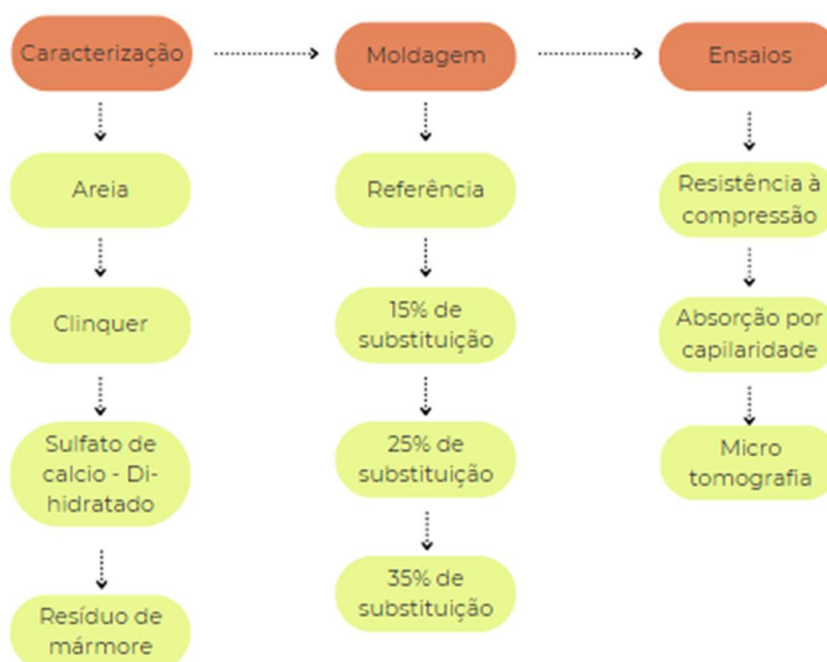 Caracterização
Moldagem
Ensaios
Areia
Clinquer
Sulfato de
calcio - Di-
hidratado
Resíduo de
mármore
Referência
15% de
substituição
25% de
substituição
35% de
substituição
Resistência à
compressão
Absorção por
capilaridade
Micro
tomografia